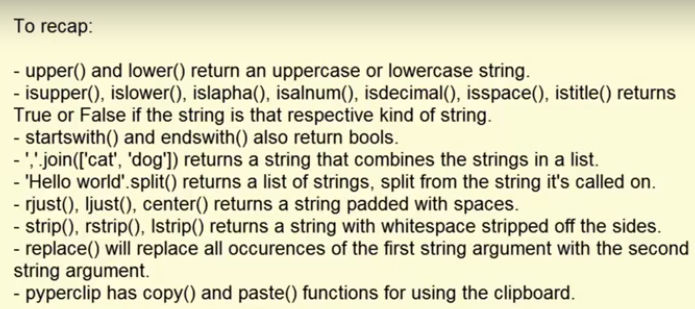 To recap:
- upper() and lower() return an uppercase or lowercase string.
- isupper(), islower(), islapha(), isalnum(), isdecimal(), isspace(), istitle() returns
True or False if the string is that respective kind of string.
- startswith() and endswith() also return bools.
- ','.join(['cat', 'dog']) returns a string that combines the strings in a list.
- 'Hello world'.split() returns a list of strings, split from the string it's called on.
- rjust(), ljust(), center() returns a string padded with spaces.
- strip(), rstrip(), lstrip() returns a string with whitespace stripped off the sides.
- replace() will replace all occurences of the first string argument with the second
string argument.
- pyperclip has copy() and paste() functions for using the clipboard.